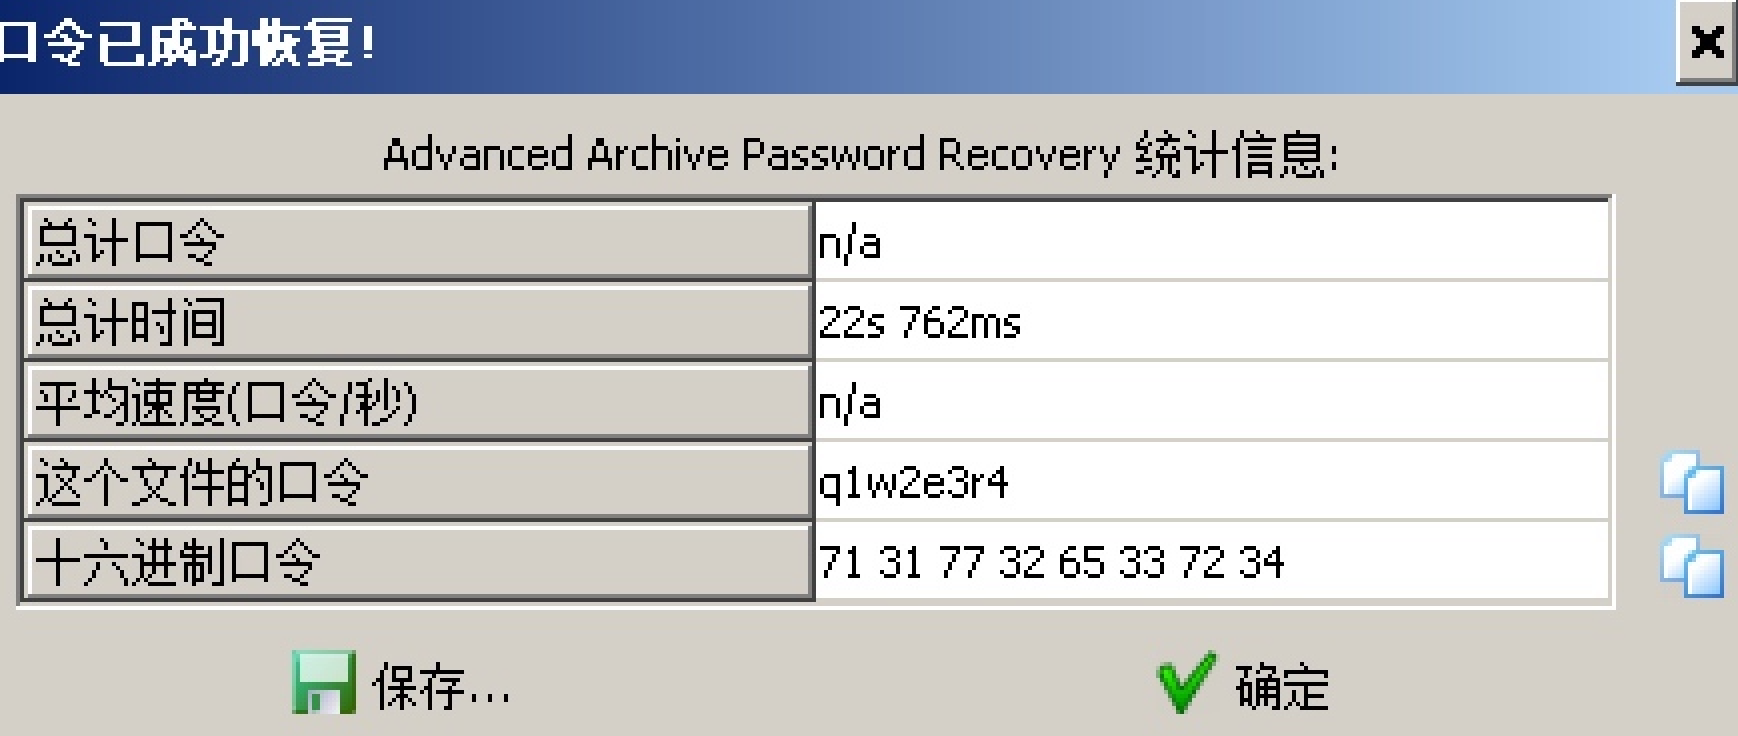 口令已成功恢复!
Advanced Archive Password Recovery 统计信息:
总计口令 n/a
总计时间 22s 762ms
平均速度(口令/秒) n/a
这个文件的口令 q1w2e3r4
十六进制口令 71 31 77 32 65 33 72 34
保存... 确定